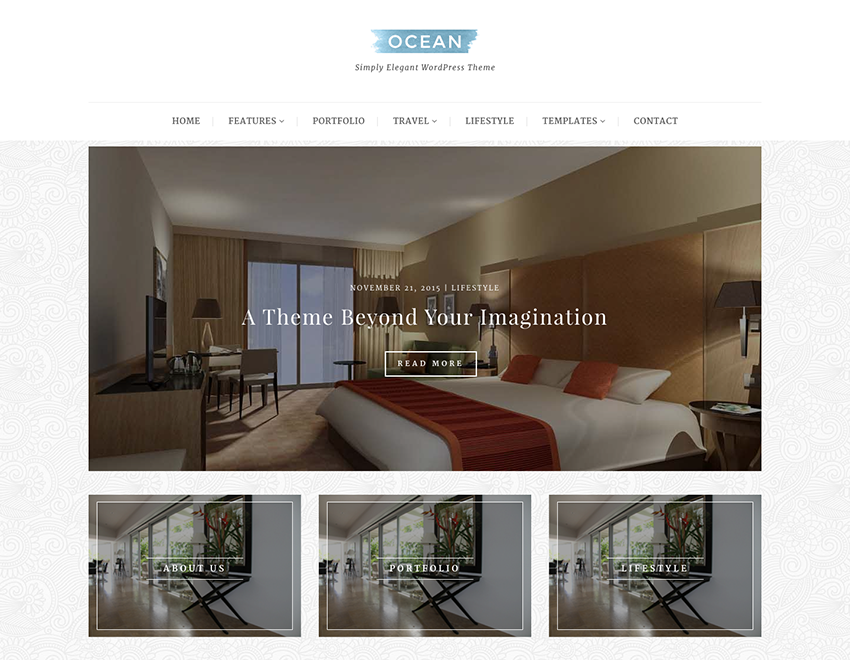 OCEAN
Simply Elegant WordPress Theme
HOME FEATURES PORTFOLIO TRAVEL LIFESTYLE TEMPLATES CONTACT
NOVEMBER 21, 2015 | LIFESTYLE
A Theme Beyond Your Imagination
READ MORE
ABOUT US PORTFOLIO LIFESTYLE